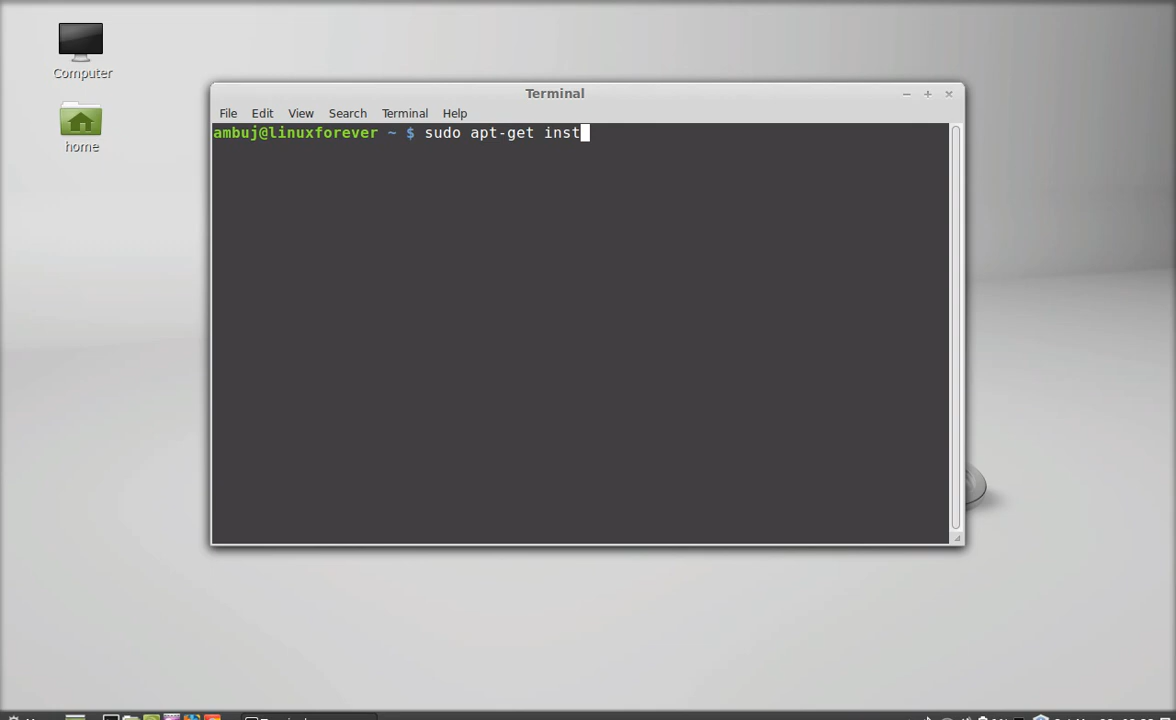 Computer
home
Terminal
File Edit View Search Terminal Help
ambuj@linuxforever ~ $ sudo apt-get inst